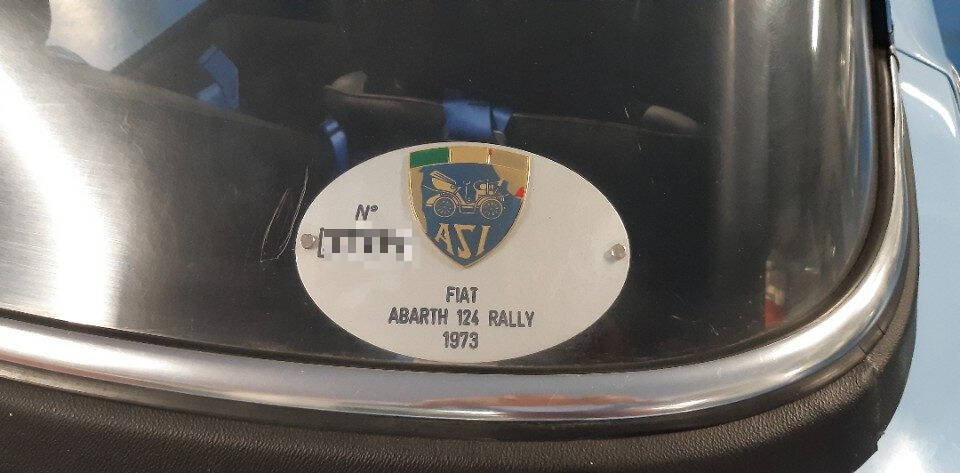 N°
ASI
FIAT
ABARTH 124 RALLY
1973